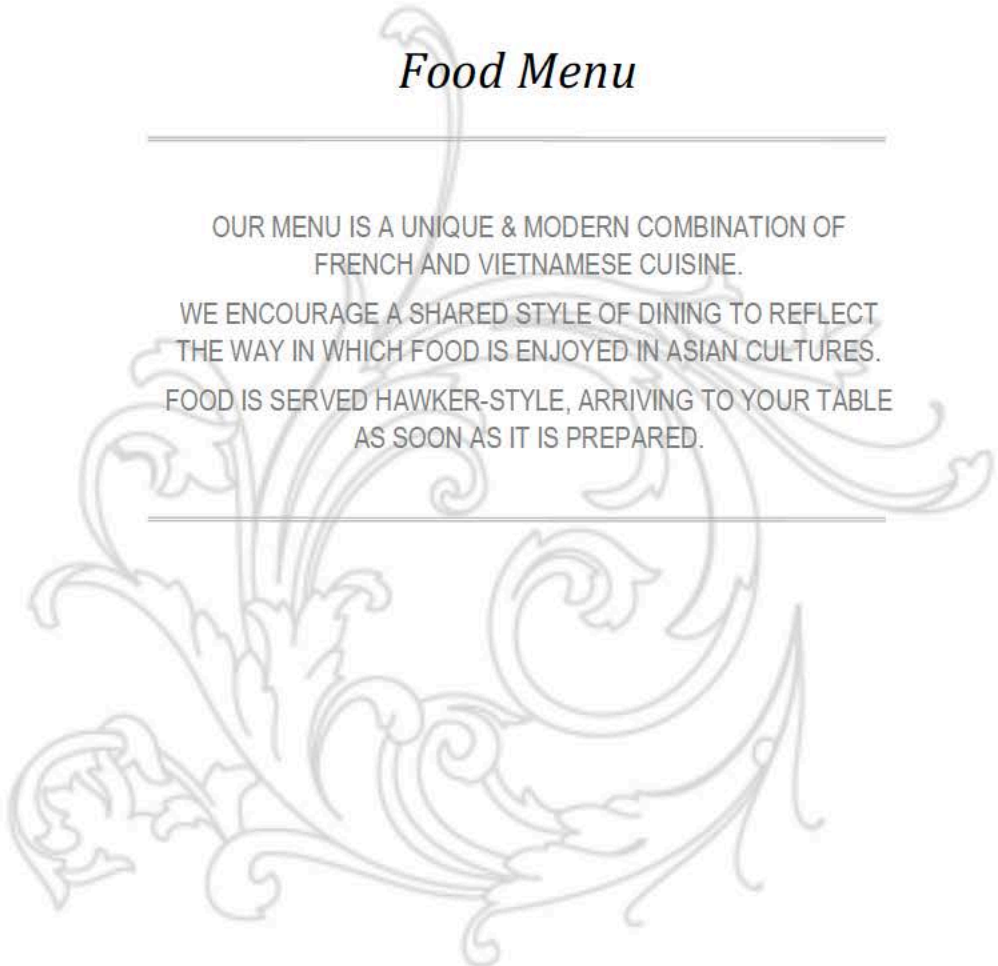 Food Menu
OUR MENU IS A UNIQUE & MODERN COMBINATION OF
FRENCH AND VIETNAMESE CUISINE.
WE ENCOURAGE A SHARED STYLE OF DINING TO REFLECT
THE WAY IN WHICH FOOD IS ENJOYED IN ASIAN CULTURES.
FOOD IS SERVED HAWKER-STYLE, ARRIVING TO YOUR TABLE
AS SOON AS IT IS PREPARED.